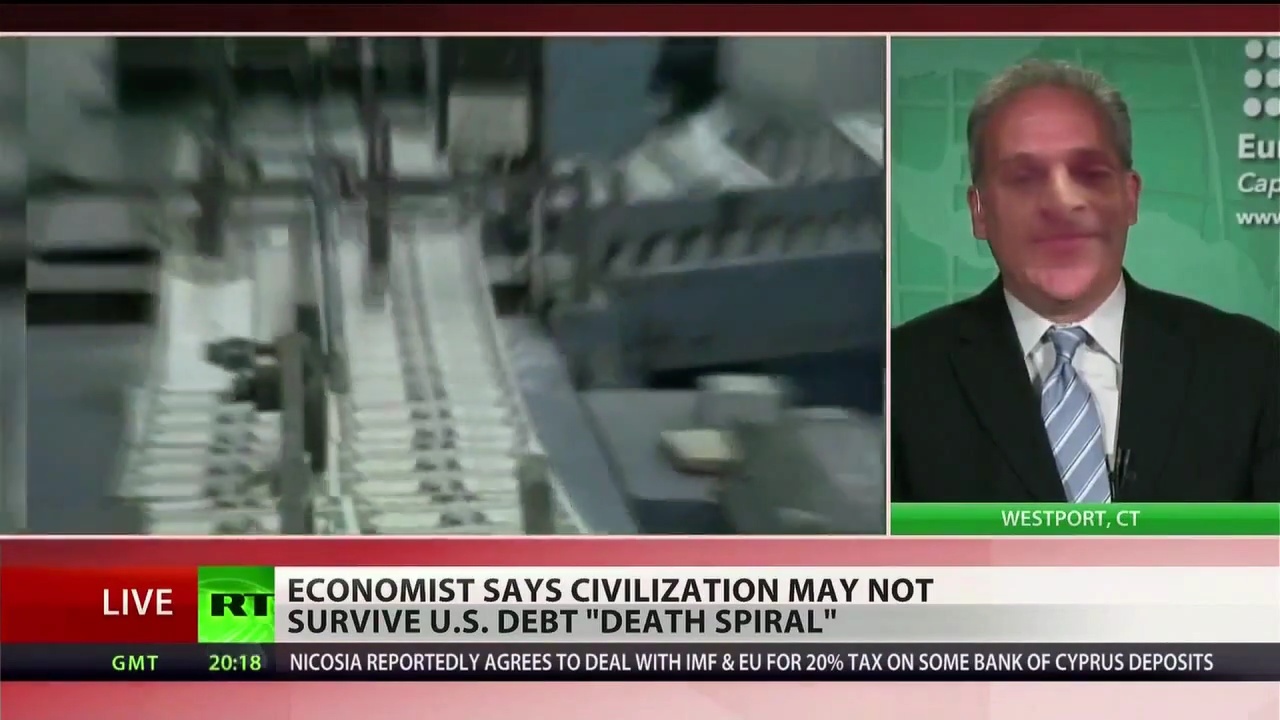 Eur
Cap
www
WESTPORT, CT
LIVE
RT
ECONOMIST SAYS CIVILIZATION MAY NOT
SURVIVE U.S. DEBT "DEATH SPIRAL"
GMT 20:18 NICOSIA REPORTEDLY AGREES TO DEAL WITH IMF & EU FOR 20% TAX ON SOME BANK OF CYPRUS DEPOSITS